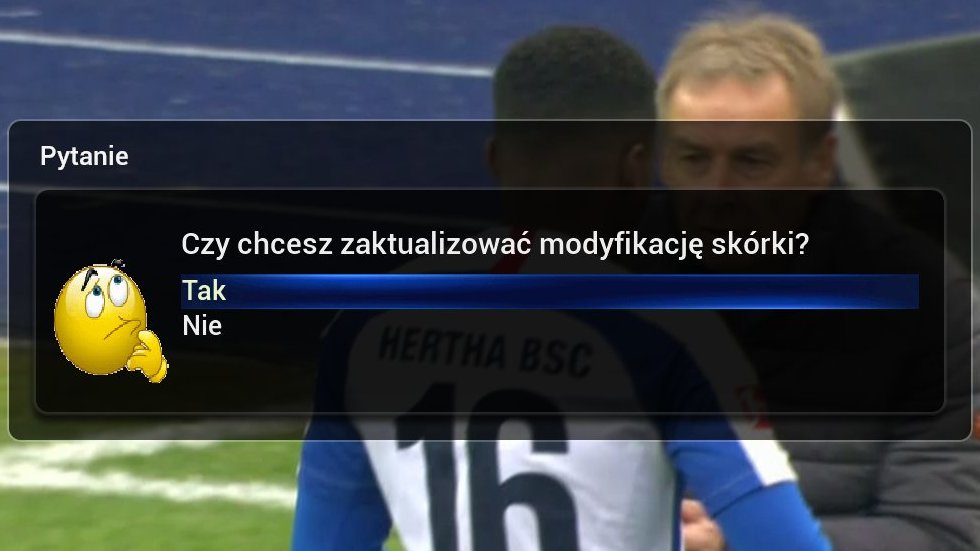 Pytanie
Czy chcesz zaktualizować modyfikację skórki?
Tak
Nie
HERTHA BSC
16